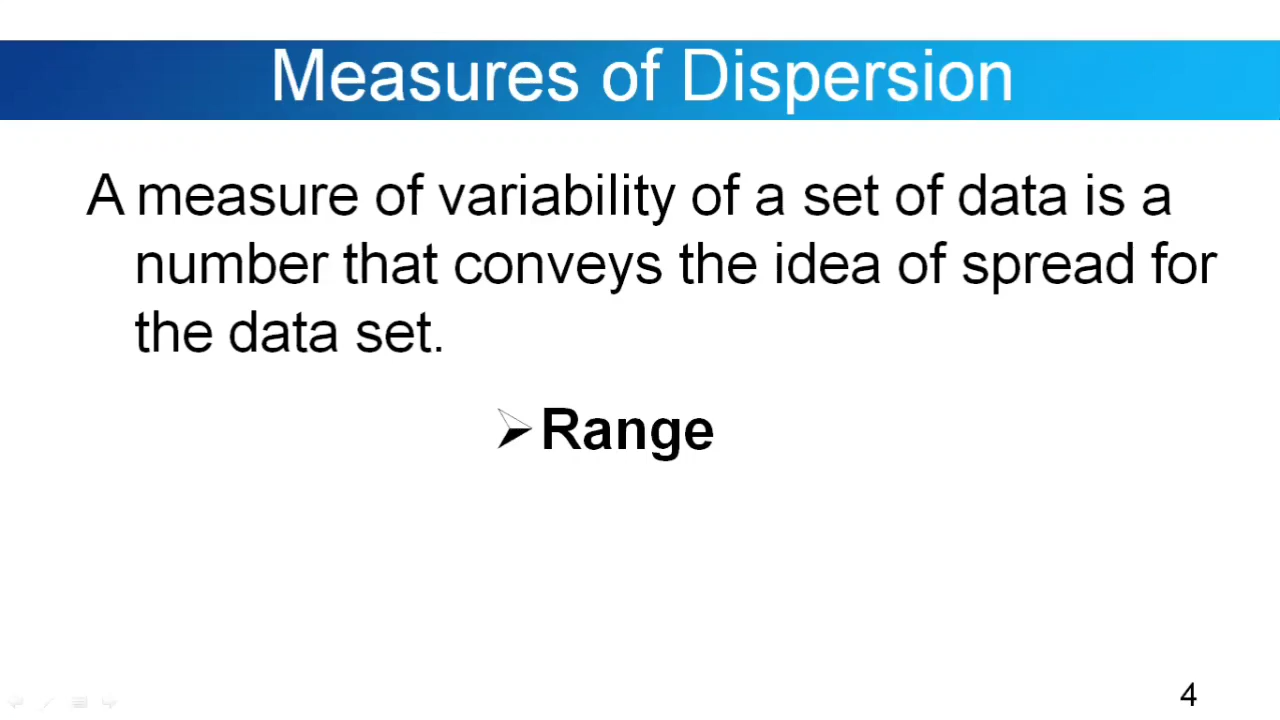 Measures of Dispersion
A measure of variability of a set of data is a
number that conveys the idea of spread for
the data set.
Range
4